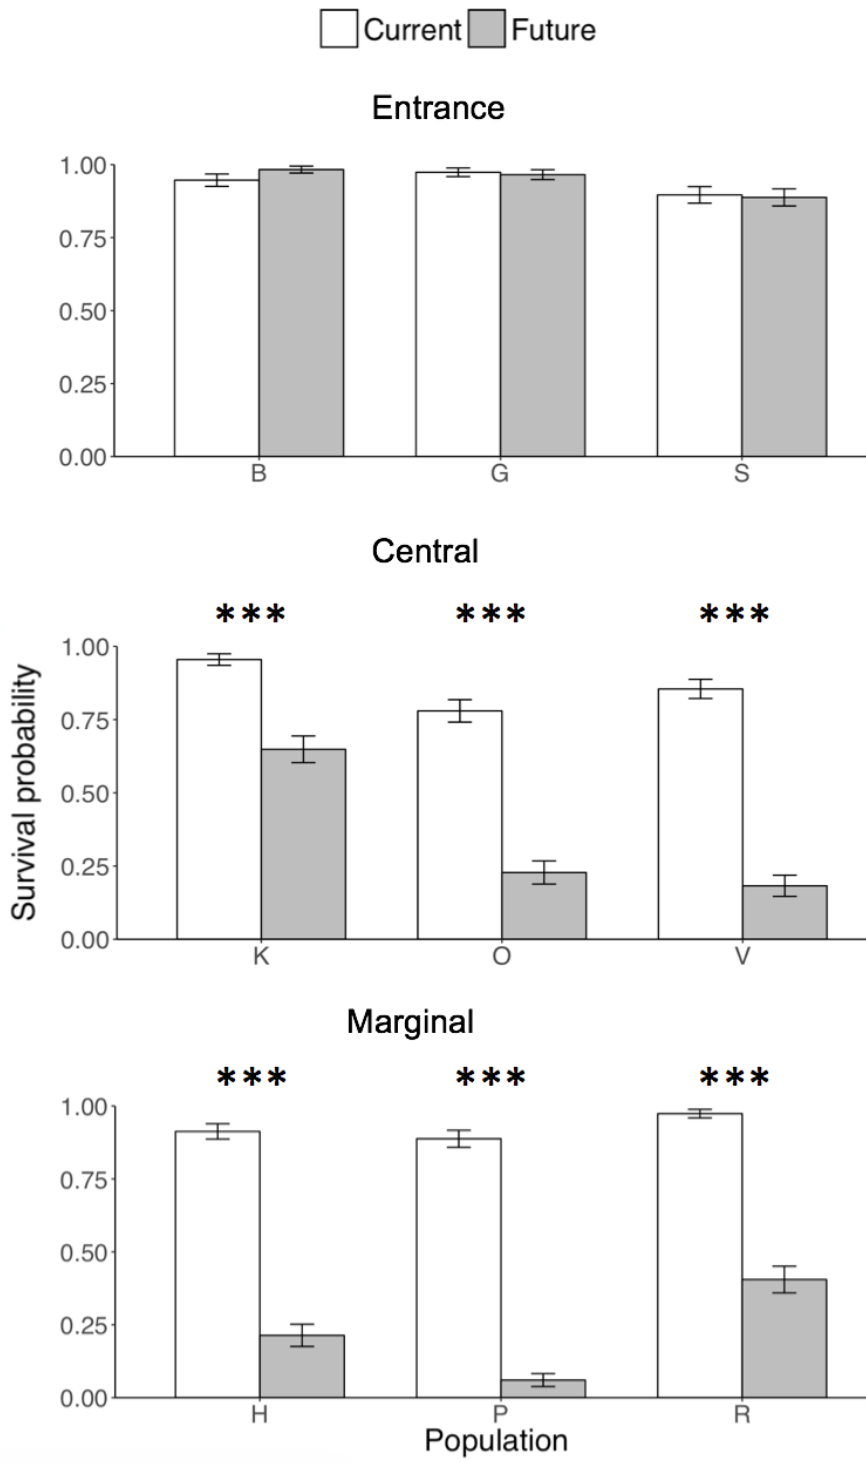 Current Future
Entrance
1.00
0.75
0.50
0.25
0.00
B G S
Central
*** *** ***
Survival probability
1.00
0.75
0.50
0.25
0.00
K O V
Marginal
*** *** ***
1.00
0.75
0.50
0.25
0.00
H P R
Population